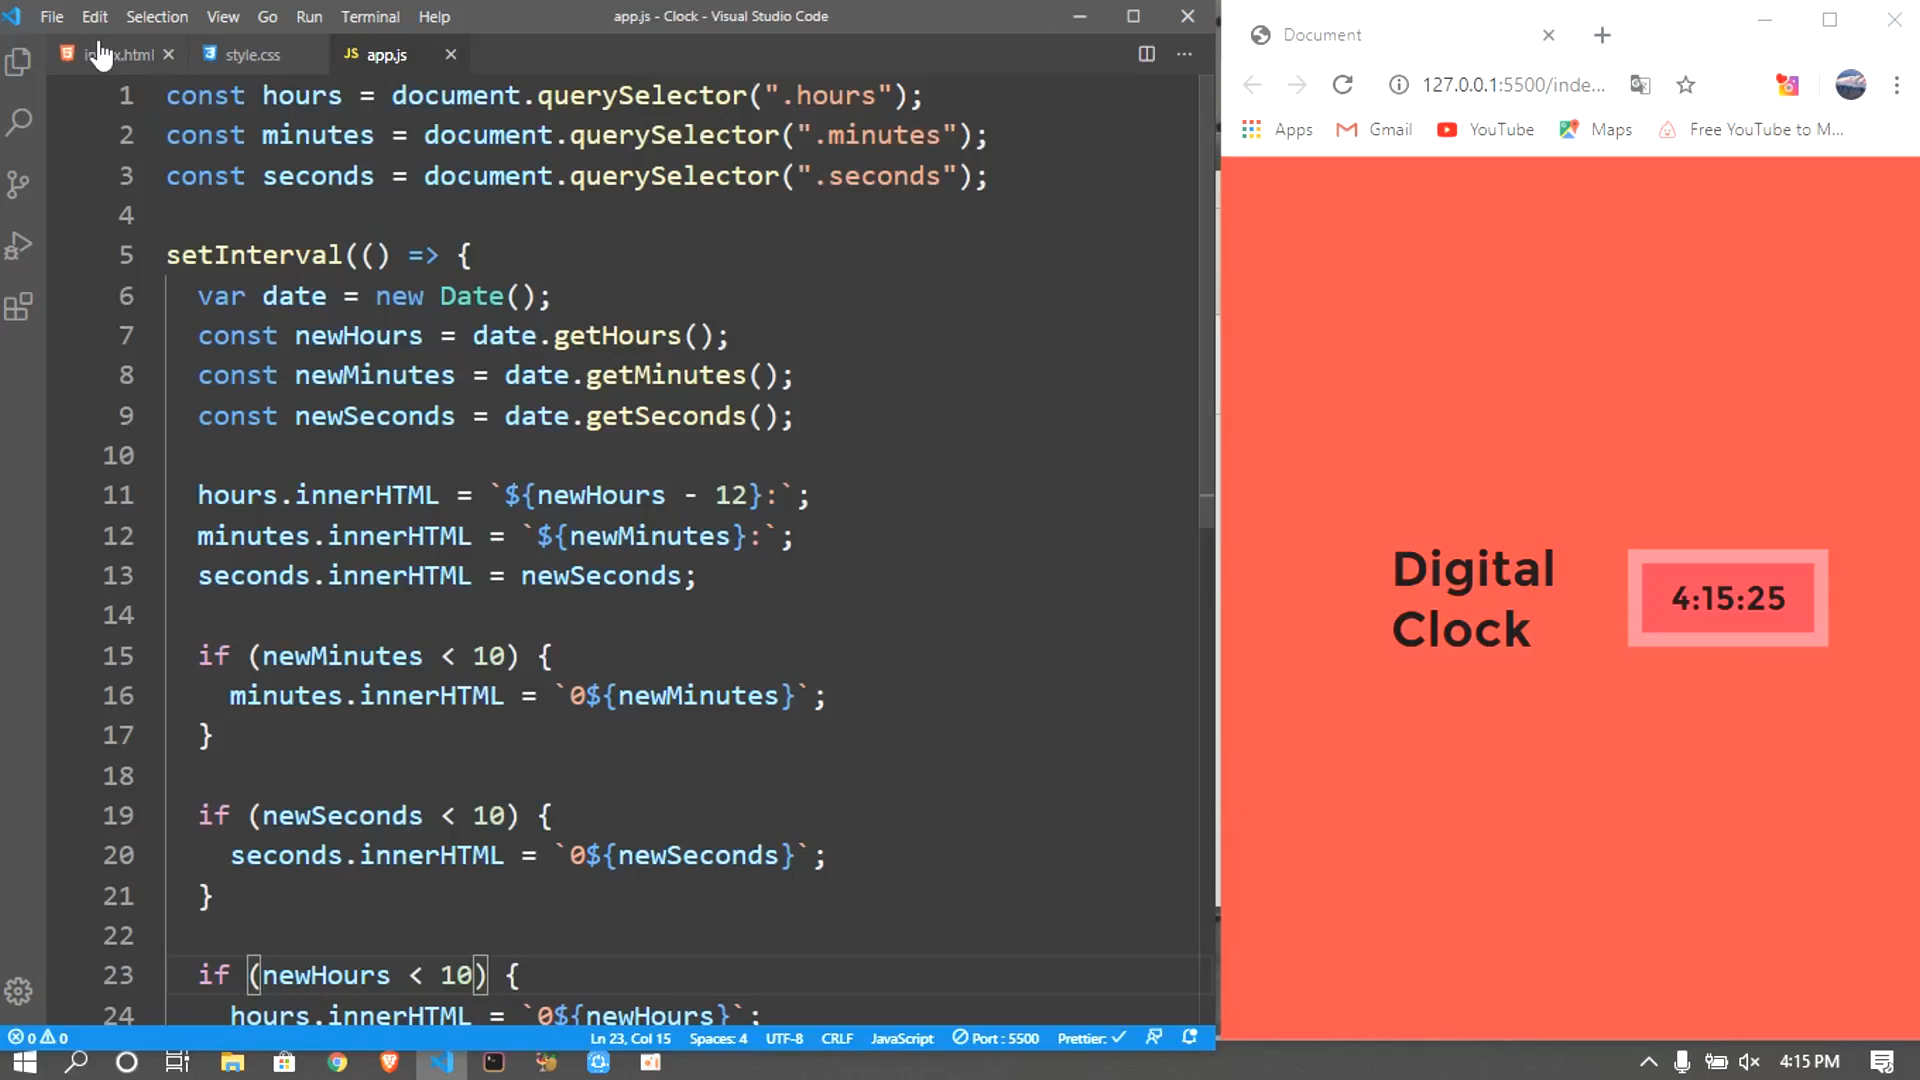 File Edit Selection View Go Run Terminal Help app.js - Clock - Visual Studio Code
style.css JS app.js
1 const hours = document.querySelector(".hours");
2 const minutes = document.querySelector(".minutes");
3 const seconds = document.querySelector(".seconds");
4
5 setInterval(() => {
6 var date = new Date();
7 const newHours = date.getHours();
8 const newMinutes = date.getMinutes();
9 const newSeconds = date.getSeconds();
10
11 hours.innerHTML = `${newHours - 12}:`;
12 minutes.innerHTML = `${newMinutes}:`;
13 seconds.innerHTML = newSeconds;
14
15 if (newMinutes < 10) {
16 minutes.innerHTML = `0${newMinutes}`;
17 }
18
19 if (newSeconds < 10) {
20 seconds.innerHTML = `0${newSeconds}`;
21 }
22
23 if (newHours < 10) {
24 hours.innerHTML = `0${newHours}`;
0 0 Ln 23, Col 15 Spaces: 4 UTF-8 CRLF JavaScript Port : 5500 Prettier: ✓
Document
127.0.0.1:5500/inde...
Apps Gmail YouTube Maps Free YouTube to M...
Digital
Clock
4:15:25
4:15 PM